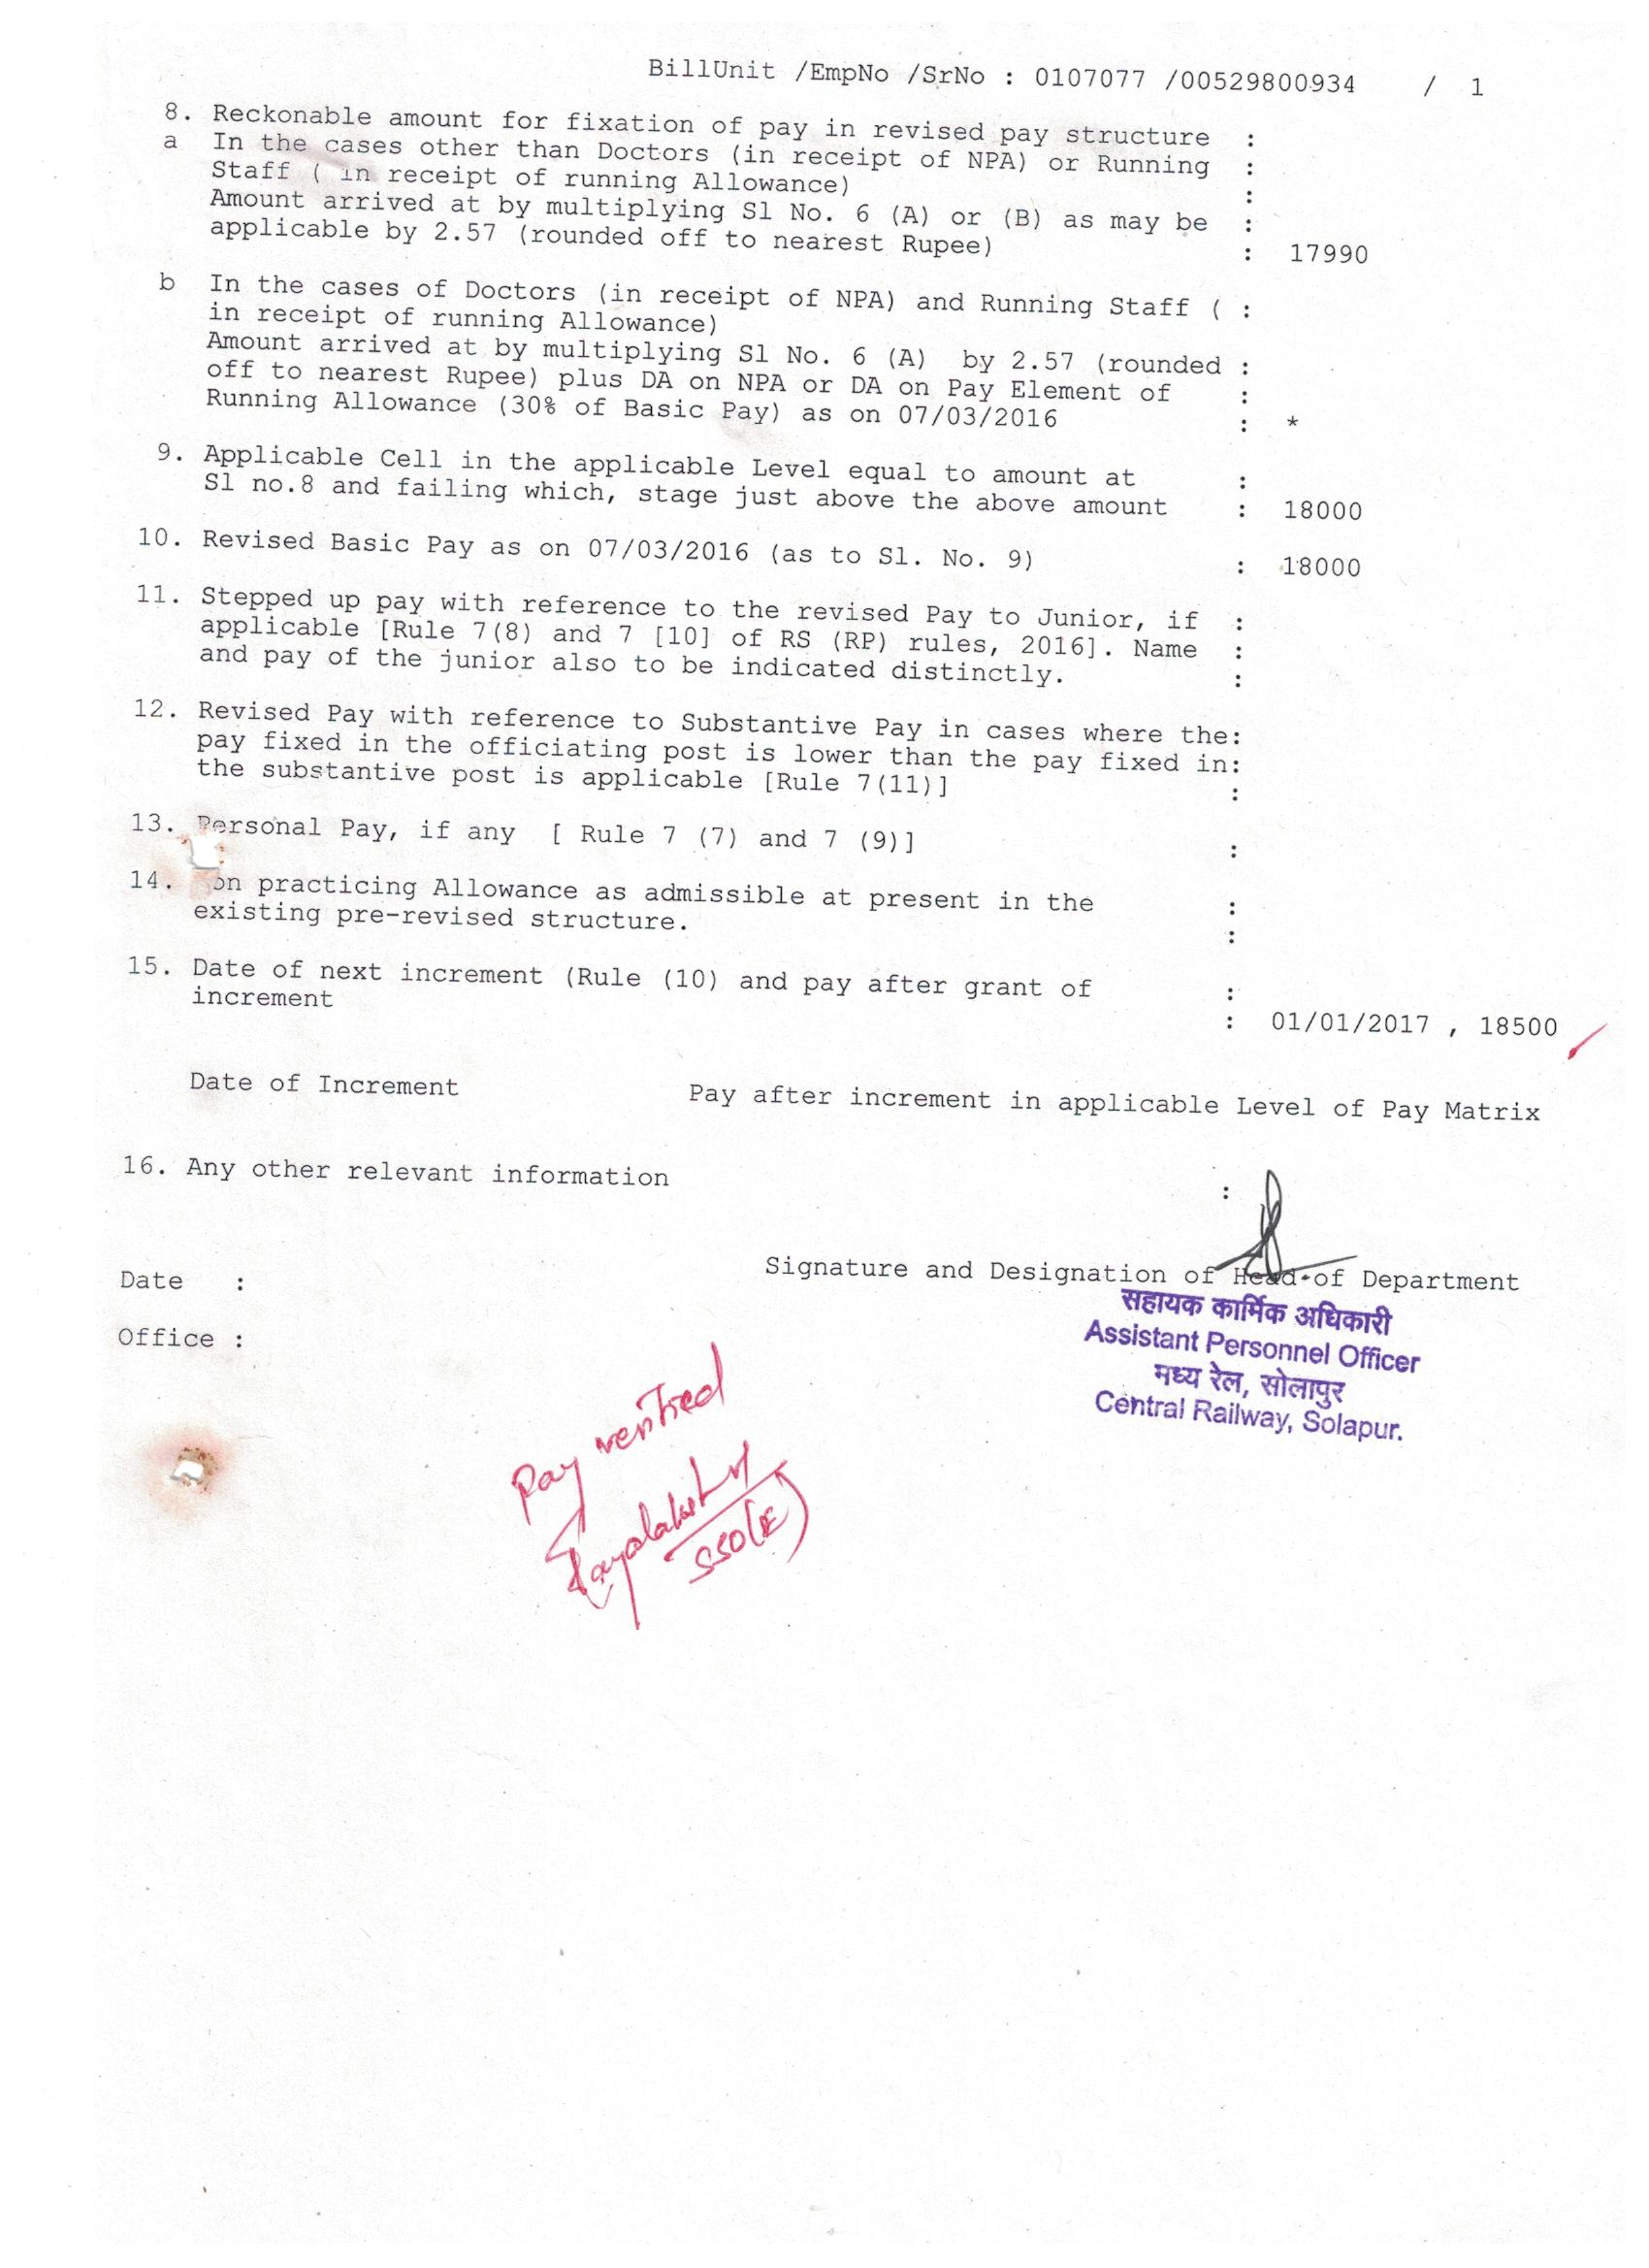 BillUnit /EmpNo /SrNo : 0107077 /00529800934 / 1
8. Reckonable amount for fixation of pay in revised pay structure :
a In the cases other than Doctors (in receipt of NPA) or Running :
Staff ( in receipt of running Allowance) :
Amount arrived at by multiplying Sl No. 6 (A) or (B) as may be :
applicable by 2.57 (rounded off to nearest Rupee) : 17990
b In the cases of Doctors (in receipt of NPA) and Running Staff ( :
in receipt of running Allowance)
Amount arrived at by multiplying Sl No. 6 (A) by 2.57 (rounded :
off to nearest Rupee) plus DA on NPA or DA on Pay Element of :
Running Allowance (30% of Basic Pay) as on 07/03/2016 : *
9. Applicable Cell in the applicable Level equal to amount at :
Sl no.8 and failing which, stage just above the above amount : 18000
10. Revised Basic Pay as on 07/03/2016 (as to Sl. No. 9) : 18000
11. Stepped up pay with reference to the revised Pay to Junior, if :
applicable [Rule 7(8) and 7 [10] of RS (RP) rules, 2016]. Name :
and pay of the junior also to be indicated distinctly. :
12. Revised Pay with reference to Substantive Pay in cases where the:
pay fixed in the officiating post is lower than the pay fixed in:
the substantive post is applicable [Rule 7(11)] :
13. Personal Pay, if any [ Rule 7 (7) and 7 (9)] :
14. on practicing Allowance as admissible at present in the :
existing pre-revised structure. :
15. Date of next increment (Rule (10) and pay after grant of :
increment : 01/01/2017 , 18500
Date of Increment Pay after increment in applicable Level of Pay Matrix
16. Any other relevant information :
Signature and Designation of Head of Department
Date :
Office :
सहायक कार्मिक अधिकारी
Assistant Personnel Officer
मध्य रेल, सोलापुर
Central Railway, Solapur.
Pay verified
SSO(E)